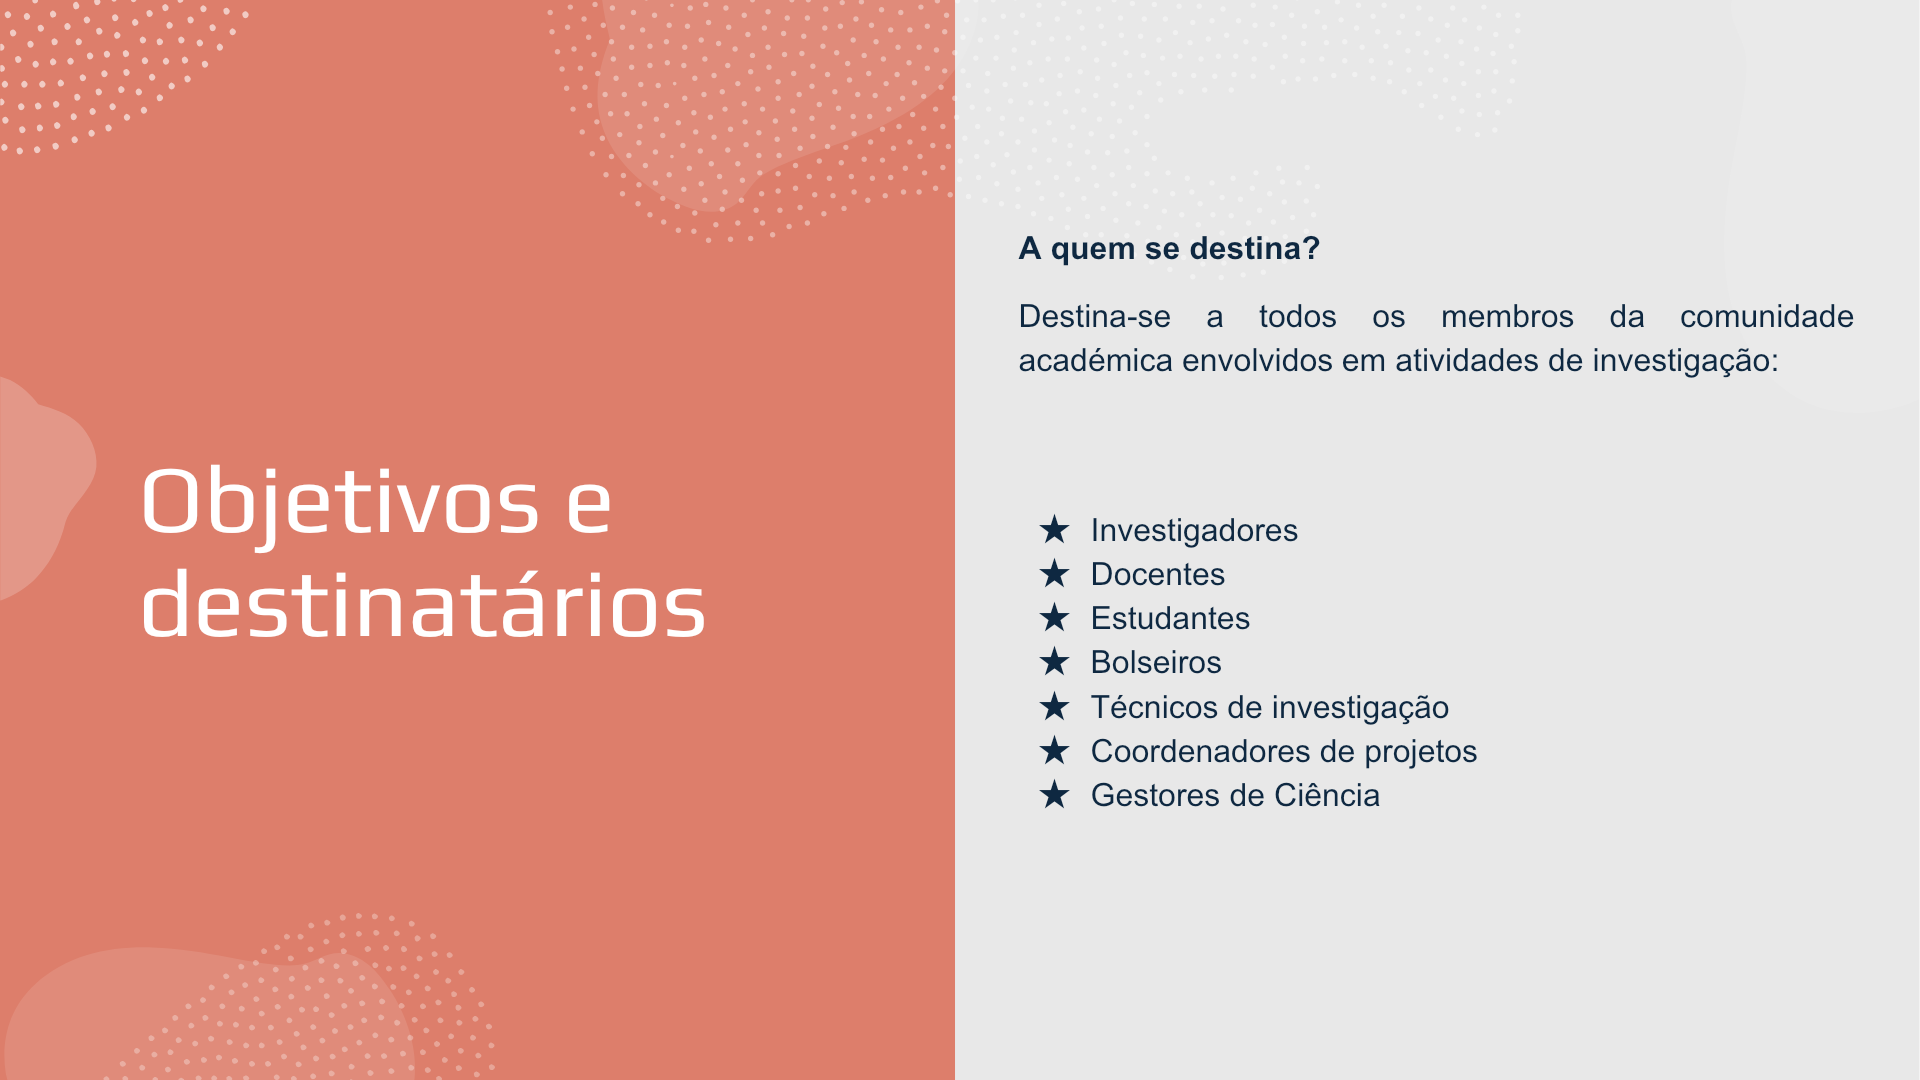 Objetivos e
destinatários
A quem se destina?
Destina-se a todos os membros da comunidade
académica envolvidos em atividades de investigação:
★ Investigadores
★ Docentes
★ Estudantes
★ Bolseiros
★ Técnicos de investigação
★ Coordenadores de projetos
★ Gestores de Ciência